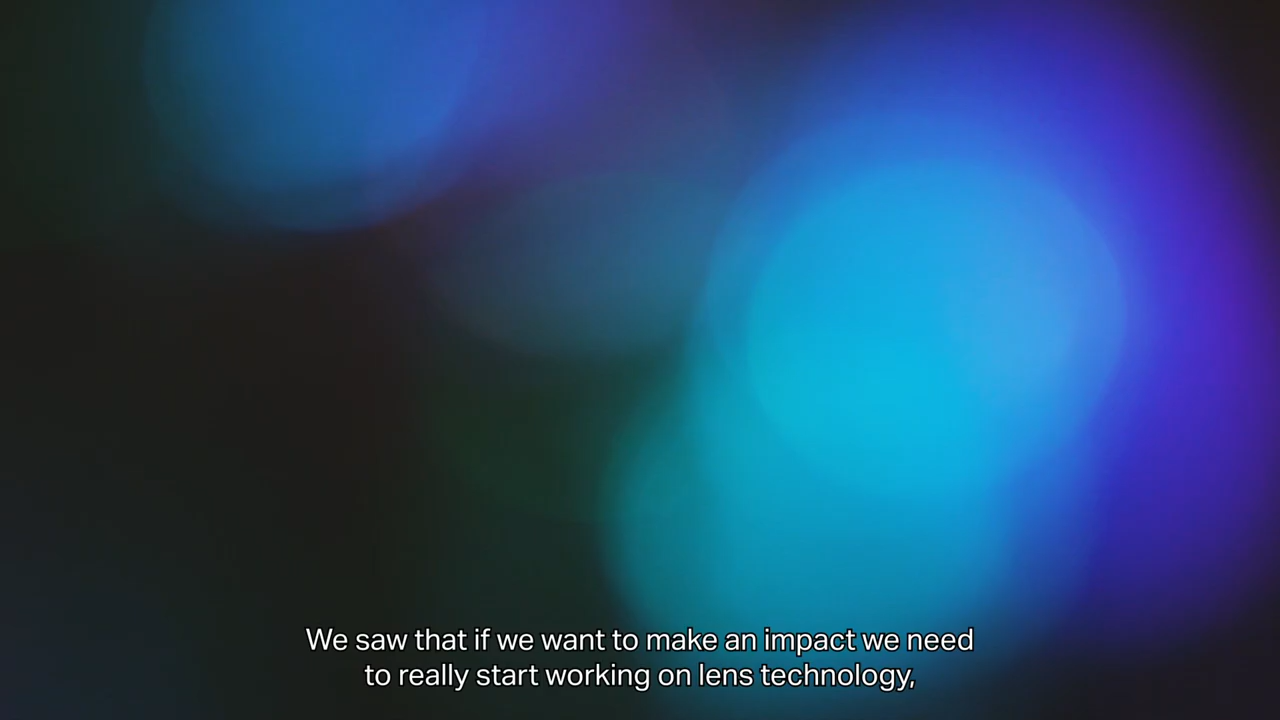 We saw that if we want to make an impact we need
to really start working on lens technology,